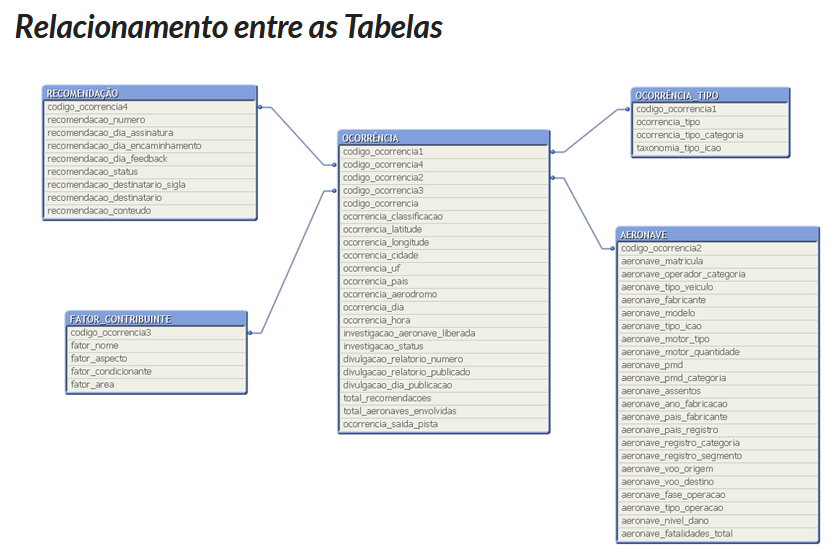 Relacionamento entre as Tabelas
RECOMENDAÇÃO
codigo_ocorrencia4
recomendacao_numero
recomendacao_dia_assinatura
recomendacao_dia_encaminhamento
recomendacao_dia_feedback
recomendacao_status
recomendacao_destinatario_sigla
recomendacao_destinatario
recomendacao_conteudo
FATOR_CONTRIBUINTE
codigo_ocorrencia3
fator_nome
fator_aspecto
fator_condicionante
fator_area
OCORRÊNCIA
codigo_ocorrencia1
codigo_ocorrencia4
codigo_ocorrencia2
codigo_ocorrencia3
codigo_ocorrencia
ocorrencia_classificacao
ocorrencia_latitude
ocorrencia_longitude
ocorrencia_cidade
ocorrencia_uf
ocorrencia_pais
ocorrencia_aerodromo
ocorrencia_dia
ocorrencia_hora
investigacao_aeronave_liberada
investigacao_status
divulgacao_relatorio_numero
divulgacao_relatorio_publicado
divulgacao_dia_publicacao
total_recomendacoes
total_aeronaves_envolvidas
ocorrencia_saida_pista
OCORRÊNCIA_TIPO
codigo_ocorrencia1
ocorrencia_tipo
ocorrencia_tipo_categoria
taxonomia_tipo_icao
AERONAVE
codigo_ocorrencia2
aeronave_matricula
aeronave_operador_categoria
aeronave_tipo_veiculo
aeronave_fabricante
aeronave_modelo
aeronave_tipo_icao
aeronave_motor_tipo
aeronave_motor_quantidade
aeronave_pmd
aeronave_pmd_categoria
aeronave_assentos
aeronave_ano_fabricacao
aeronave_pais_fabricante
aeronave_pais_registro
aeronave_registro_categoria
aeronave_registro_segmento
aeronave_voo_origem
aeronave_voo_destino
aeronave_fase_operacao
aeronave_tipo_operacao
aeronave_nivel_dano
aeronave_fatalidades_total